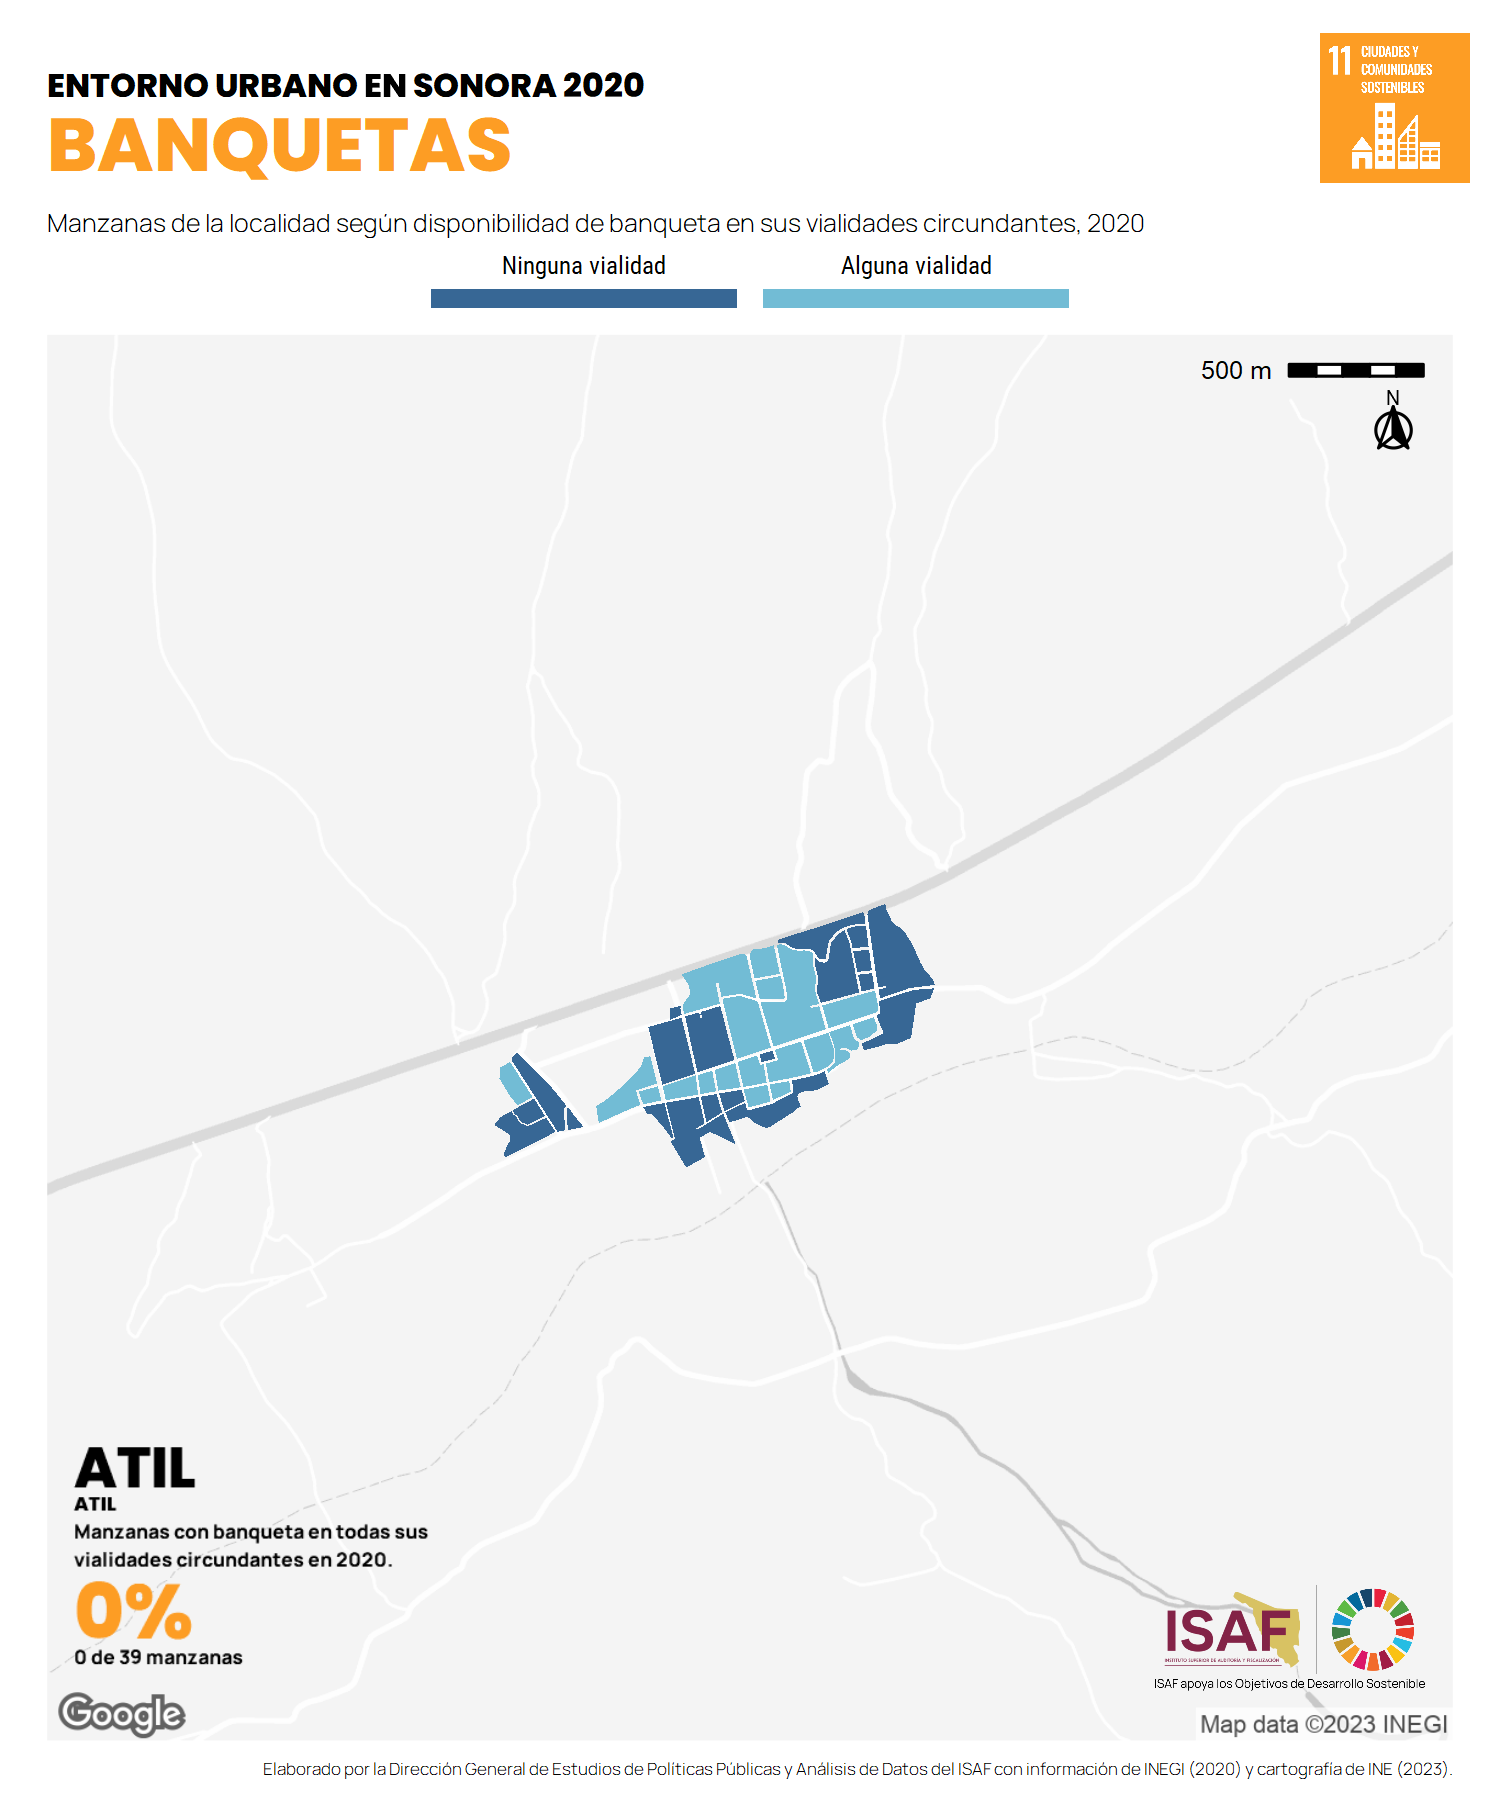 ENTORNO URBANO EN SONORA 2020
BANQUETAS
11 CIUDADES Y
COMUNIDADES
SOSTENIBLES
Manzanas de la localidad según disponibilidad de banqueta en sus vialidades circundantes, 2020
Ninguna vialidad
Alguna vialidad
500 m
N
ATIL
ATIL
Manzanas con banqueta en todas sus
vialidades circundantes en 2020.
0%
0 de 39 manzanas
Google
ISAF
INSTITUTO SUPERIOR DE AUDITORÍA Y FISCALIZACIÓN
ISAF apoya los Objetivos de Desarrollo Sostenible
Map data ©2023 INEGI
Elaborado por la Dirección General de Estudios de Políticas Públicas y Análisis de Datos del ISAF con información de INEGI (2020) y cartografía de INE (2023).